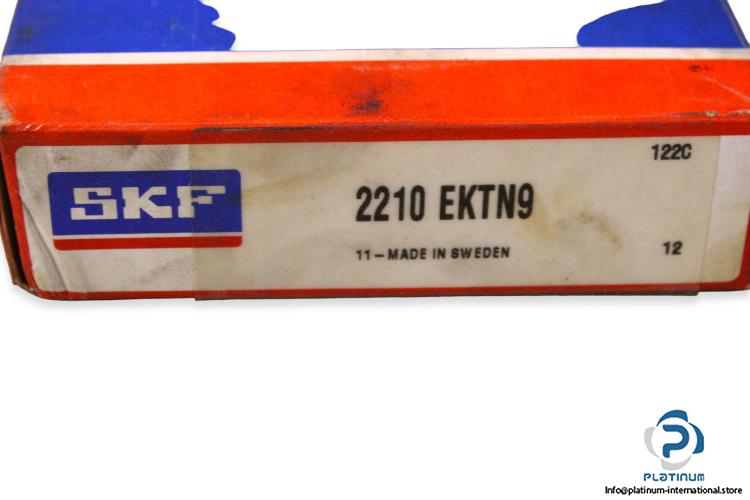 122C
SKF
2210 EKTN9
11-MADE IN SWEDEN
12
PLATINUM
Info@platinum-international.store